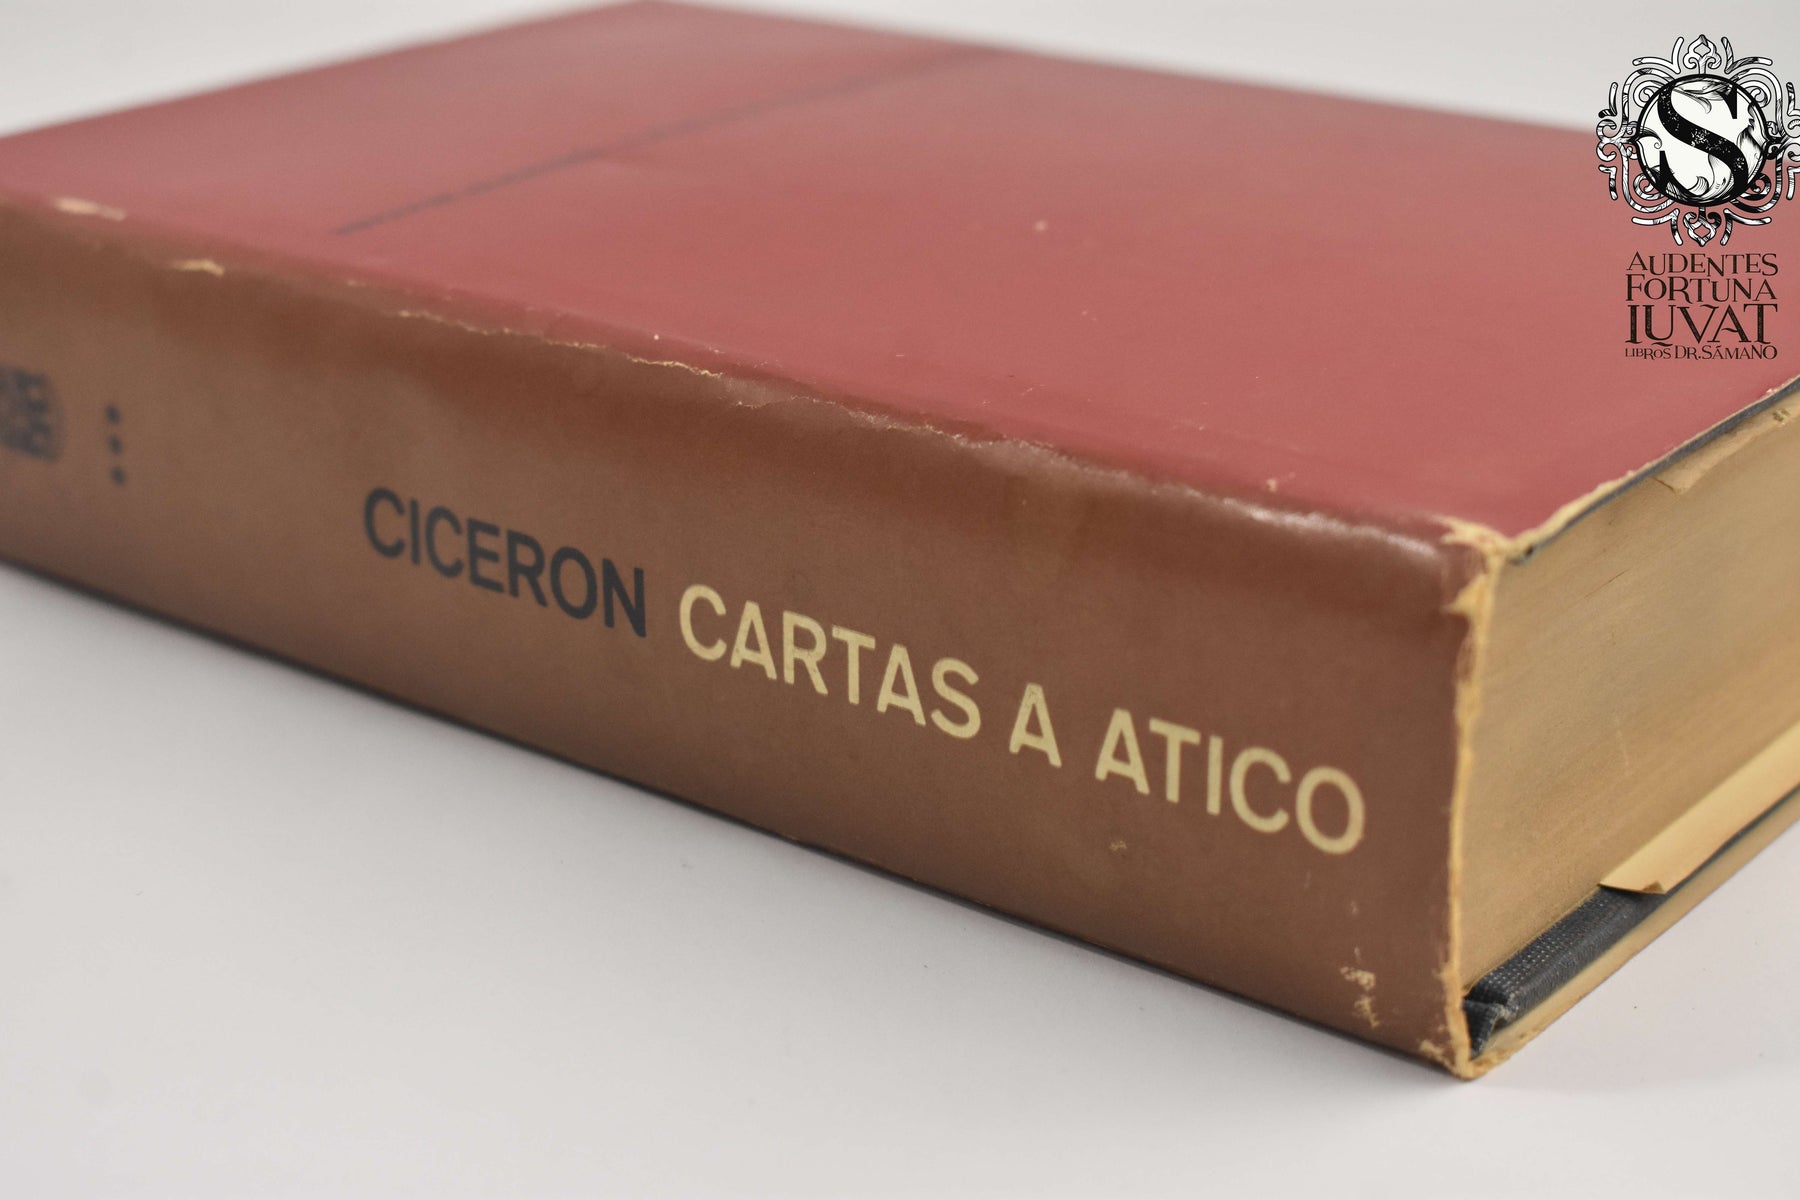 CICERON CARTAS A ATICO
S
AUDENTES
FORTUNA
IUVAT
LIBROS DR. SÁMANO